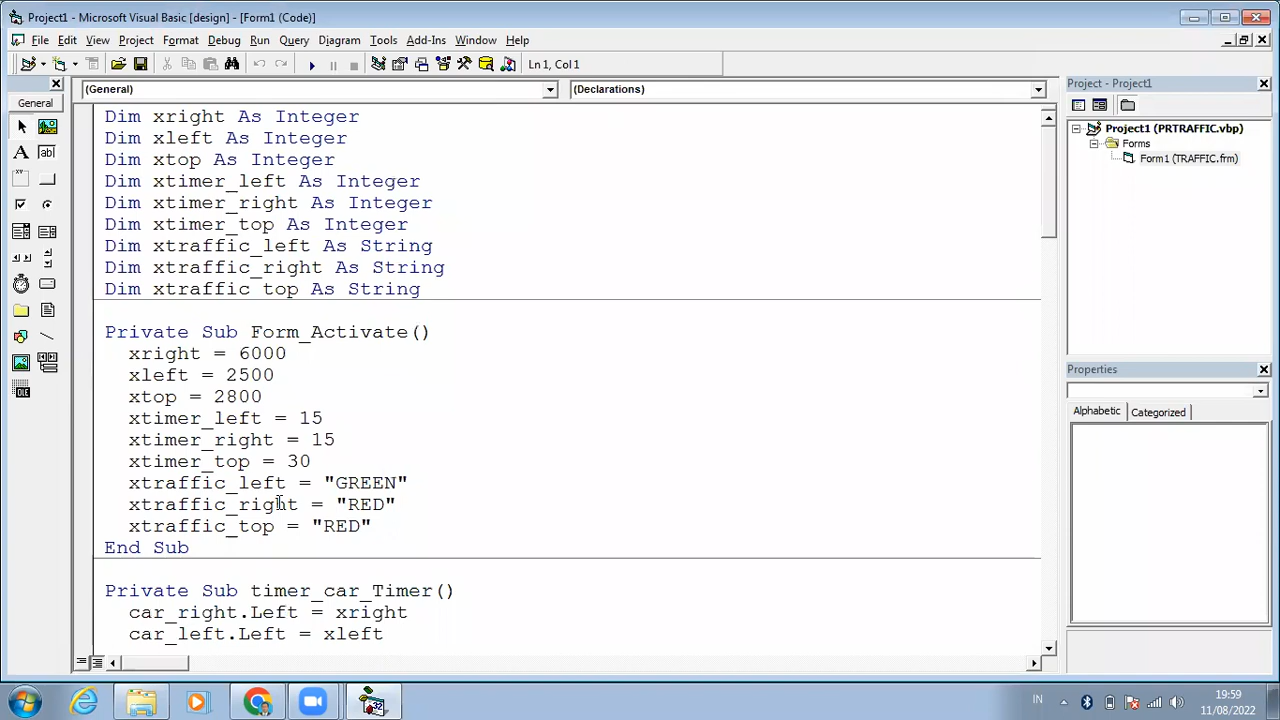 Project1 - Microsoft Visual Basic [design] - [Form1 (Code)]
File Edit View Project Format Debug Run Query Diagram Tools Add-Ins Window Help
Ln 1, Col 1
General
(General)
(Declarations)
Dim xright As Integer
Dim xleft As Integer
Dim xtop As Integer
Dim xtimer_left As Integer
Dim xtimer_right As Integer
Dim xtimer_top As Integer
Dim xtraffic_left As String
Dim xtraffic_right As String
Dim xtraffic_top As String
Private Sub Form_Activate()
xright = 6000
xleft = 2500
xtop = 2800
xtimer_left = 15
xtimer_right = 15
xtimer_top = 30
xtraffic_left = "GREEN"
xtraffic_right = "RED"
xtraffic_top = "RED"
End Sub
Private Sub timer_car_Timer()
car_right.Left = xright
car_left.Left = xleft
Project - Project1
Project1 (PRTRAFFIC.vbp)
Forms
Form1 (TRAFFIC.frm)
Properties
Alphabetic Categorized
IN
19:59
11/08/2022
A
ab|
OLE
32